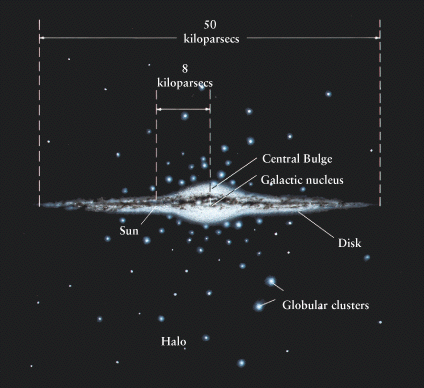 50
kiloparsecs
8
kiloparsecs
Central Bulge
Galactic nucleus
Sun
Disk
Globular clusters
Halo